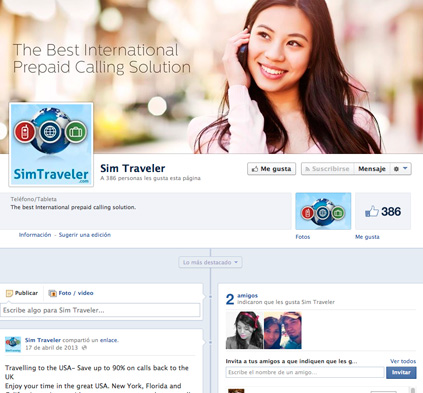 The Best International
Prepaid Calling Solution
SimTraveler
.com
Sim Traveler
A 386 personas les gusta esta página
Me gusta
Suscribirse
Mensaje
Teléfono/Tableta
The best International prepaid calling solution.
386
Información - Sugerir una edición
Fotos
Me gusta
Lo más destacado
Publicar
Foto / video
Escribe algo para Sim Traveler...
2 amigos
indicaron que les gusta Sim Traveler
Sim Traveler compartió un enlace.
17 de abril de 2013
Travelling to the USA- Save up to 90% on calls back to the
UK
Enjoy your time in the great USA. New York, Florida and
Invita a tus amigos a que indiquen que les g...
Ver todos
Escribe el nombre de un amigo...
Invitar